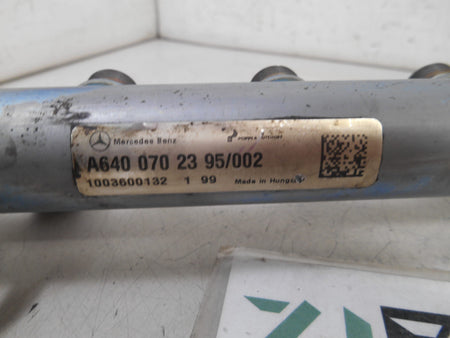 Mercedes Benz
A640 070 23 95/002
1003600132 1 99 Made in Hungary